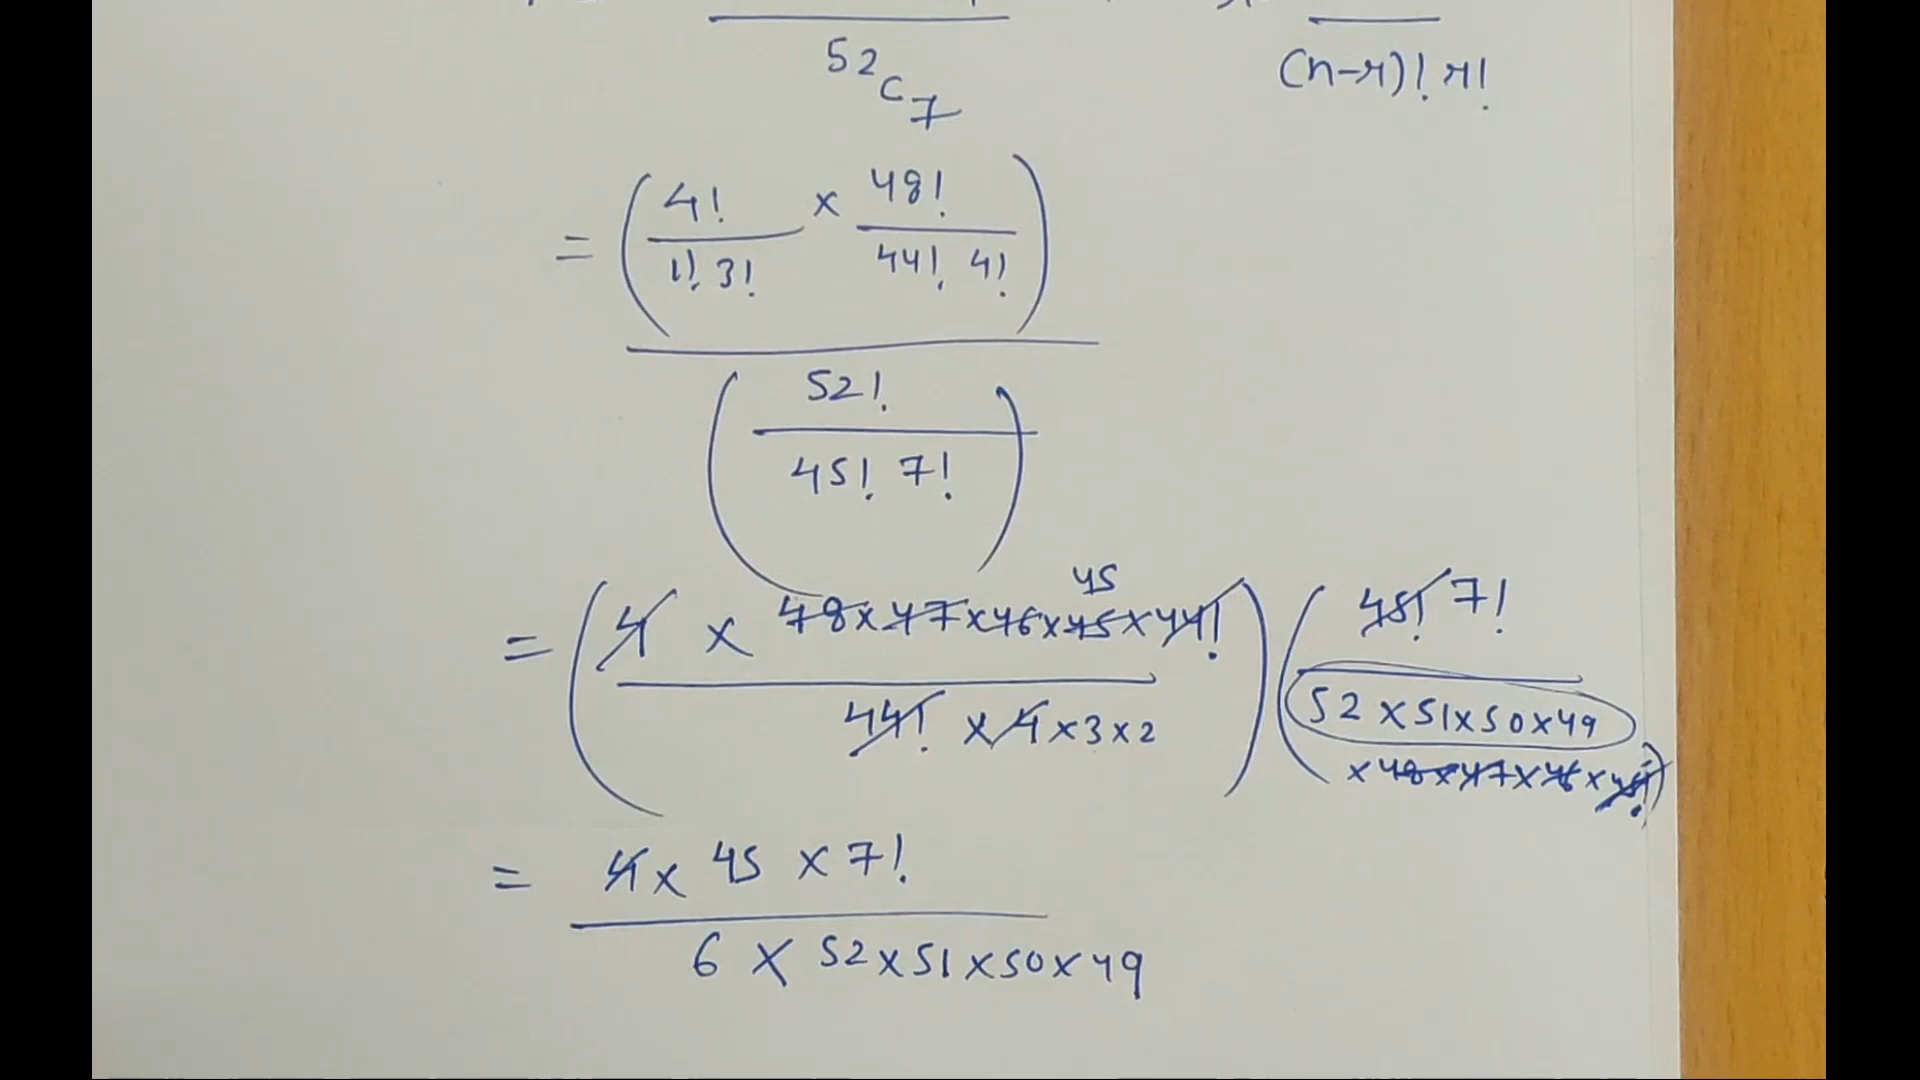 52C7 (n-r)! r!
= (4! / 1! 3! × 48! / 44! 4!)
(52! / 45! 7!)
= (4 × 48×47×46×45×44! / 44! × 4×3×2) (45! 7! / 52×51×50×49
×48×47×46×45!)
45
= 4× 45 × 7!
6 × 52×51×50×49